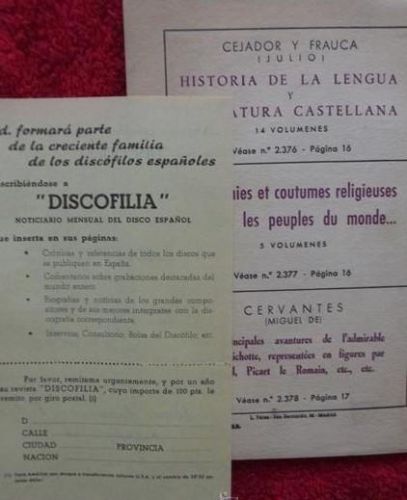 d. formará parte
de la creciente familia
de los discófilos españoles
scribiéndose a
"DISCOFILIA"
NOTICIARIO MENSUAL DEL DISCO ESPAÑOL
ue inserta en sus páginas:
• Crónicas y referencias de todos los discos que
se publiquen en España.
• Comentarios sobre grabaciones destacadas del
mundo entero.
• Biografías y noticias de los grandes compo-
sitores y de sus mejores intérpretes con la dis-
cografía correspondiente.
• Inservicio, Consultorio, Bolsa del Discófilo, etc.
Por favor, remítame urgentemente, y por un año
su revista "DISCOFILIA", cuyo importe de 100 pts. le
remito por giro postal. (1)
D.
CALLE
CIUDAD PROVINCIA
NACION
CEJADOR Y FRAUCA
(JULIO)
HISTORIA DE LA LENGUA
Y
ATURA CASTELLANA
14 VOLUMENES
Véase n.º 2.376 - Página 16
nies et coutumes religieuses
les peuples du monde...
5 VOLUMENES
Véase n.º 2.377 - Página 16
CERVANTES
(MIGUEL DE)
ncipales avantures de l'admirable
ichotte, représentées en figures par
l, Picart le Romain, etc., etc.
Véase n.º 2.378 - Página 17